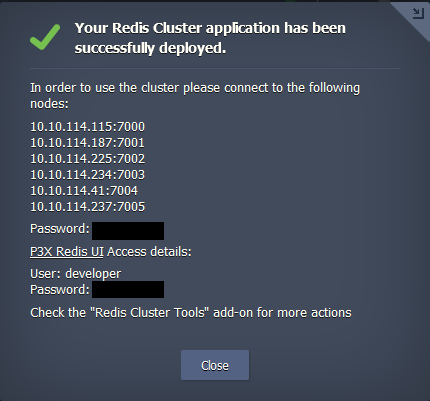 Your Redis Cluster application has been
successfully deployed.
In order to use the cluster please connect to the following
nodes:
10.10.114.115:7000
10.10.114.187:7001
10.10.114.225:7002
10.10.114.234:7003
10.10.114.41:7004
10.10.114.237:7005
Password:
P3X Redis UI Access details:
User: developer
Password:
Check the "Redis Cluster Tools" add-on for more actions
Close